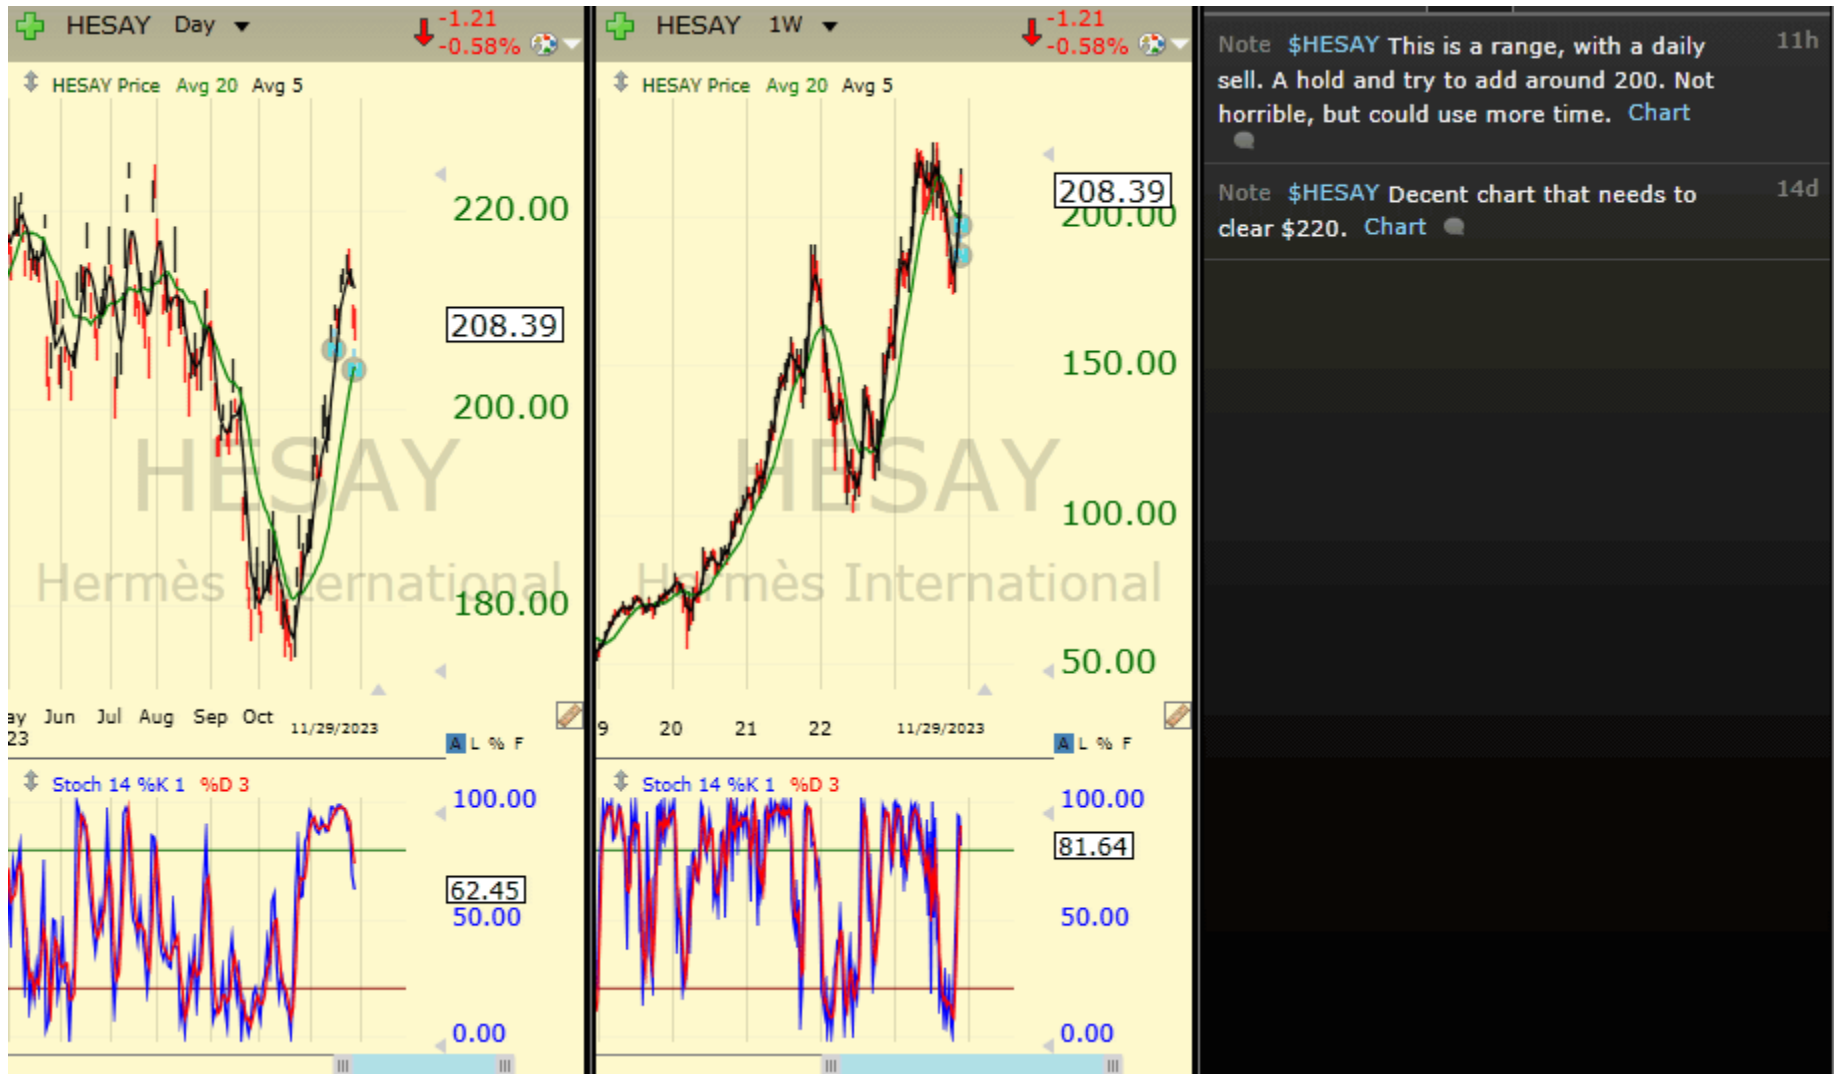 HESAY Day
-1.21
-0.58%
HESAY Price Avg 20 Avg 5
220.00
208.39
200.00
HESAY
Hermès International
180.00
ay Jun Jul Aug Sep Oct 11/29/2023
23
A L % F
Stoch 14 %K 1 %D 3
100.00
62.45
50.00
0.00
HESAY 1W
-1.21
-0.58%
HESAY Price Avg 20 Avg 5
208.39
200.00
150.00
HESAY
100.00
Hermès International
50.00
9 20 21 22 11/29/2023
A L % F
Stoch 14 %K 1 %D 3
100.00
81.64
50.00
0.00
Note $HESAY This is a range, with a daily 11h
sell. A hold and try to add around 200. Not
horrible, but could use more time. Chart
Note $HESAY Decent chart that needs to 14d
clear $220. Chart